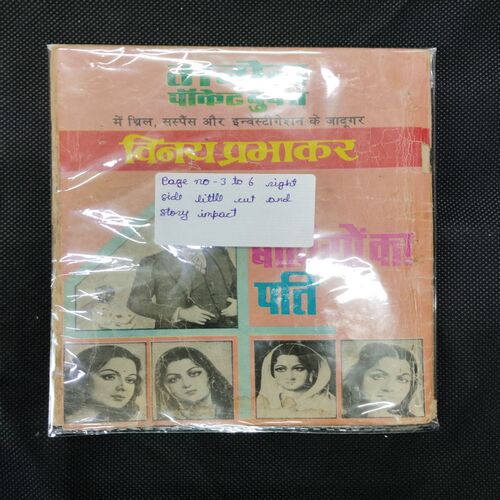 पॉकेट बुक्स
में थ्रिल, सस्पैंस और इन्वैस्टीगेशन के जादूगर
विनय प्रभाकर
Page no - 3 to 6 right
side little cut and
story impact
का
पति